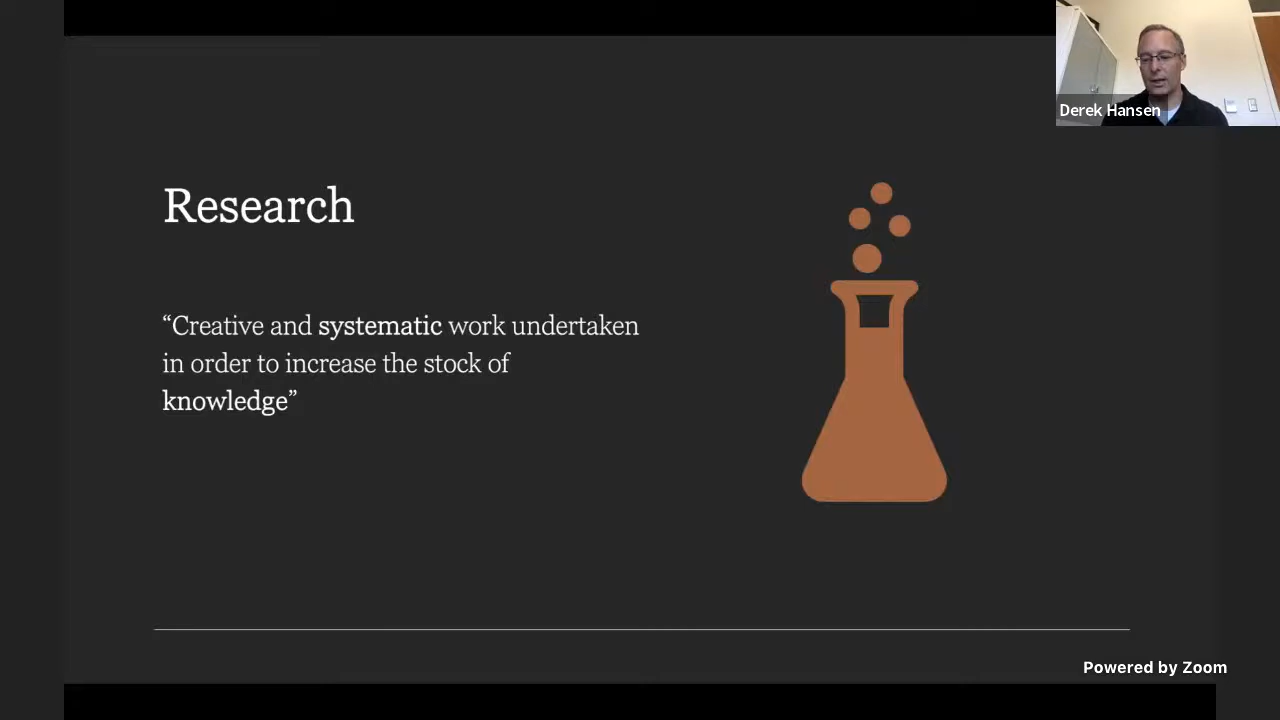 Derek Hansen
Research
“Creative and systematic work undertaken
in order to increase the stock of
knowledge”
Powered by Zoom